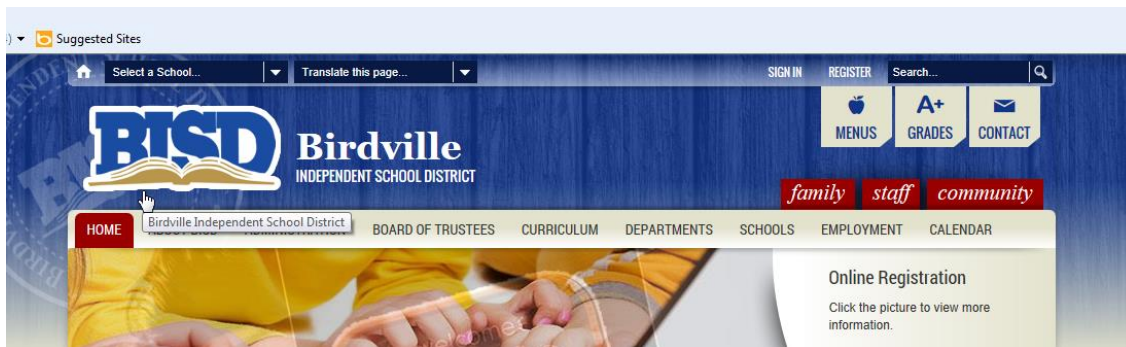 ) Suggested Sites
Select a School... Translate this page... SIGN IN REGISTER Search...
MENUS A+ GRADES CONTACT
BISD Birdville
INDEPENDENT SCHOOL DISTRICT
family staff community
Birdville Independent School District
HOME BOARD OF TRUSTEES CURRICULUM DEPARTMENTS SCHOOLS EMPLOYMENT CALENDAR
Online Registration
Click the picture to view more
information.
Welcome